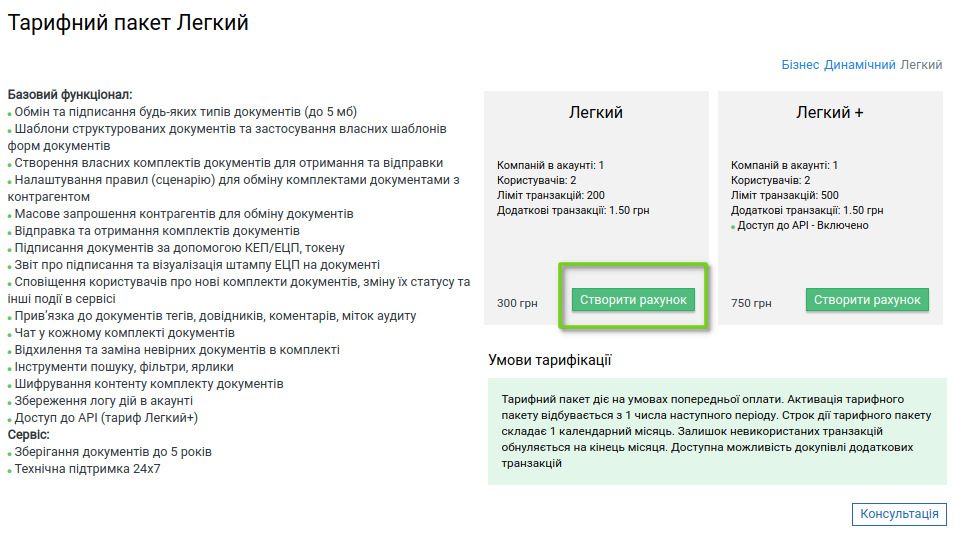 Тарифний пакет Легкий
Бізнес Динамічний Легкий
Базовий функціонал:
Обмін та підписання будь-яких типів документів (до 5 мб)
Шаблони структурованих документів та застосування власних шаблонів
форм документів
Створення власних комплектів документів для отримання та відправки
Налаштування правил (сценарію) для обміну комплектами документами з
контрагентом
Масове запрошення контрагентів для обміну документів
Відправка та отримання комплектів документів
Підписання документів за допомогою КЕП/ЕЦП, токену
Звіт про підписання та візуалізація штампу ЕЦП на документі
Сповіщення користувачів про нові комплекти документів, зміну їх статусу та
інші події в сервісі
Прив'язка до документів тегів, довідників, коментарів, міток аудиту
Чат у кожному комплекті документів
Відхилення та заміна невірних документів в комплекті
Інструменти пошуку, фільтри, ярлики
Шифрування контенту комплекту документів
Збереження логу дій в акаунті
Доступ до API (тариф Легкий+)
Сервіс:
Зберігання документів до 5 років
Технічна підтримка 24x7
Легкий
Компаній в акаунті: 1
Користувачів: 2
Ліміт транзакцій: 200
Додаткові транзакції: 1.50 грн
300 грн
Створити рахунок
Легкий +
Компаній в акаунті: 1
Користувачів: 2
Ліміт транзакцій: 500
Додаткові транзакції: 1.50 грн
Доступ до API - Включено
750 грн
Створити рахунок
Умови тарифікації
Тарифний пакет діє на умовах попередньої оплати. Активація тарифного
пакету відбувається з 1 числа наступного періоду. Строк дії тарифного пакету
складає 1 календарний місяць. Залишок невикористаних транзакцій
обнуляється на кінець місяця. Доступна можливість докупівлі додаткових
транзакцій
Консультація